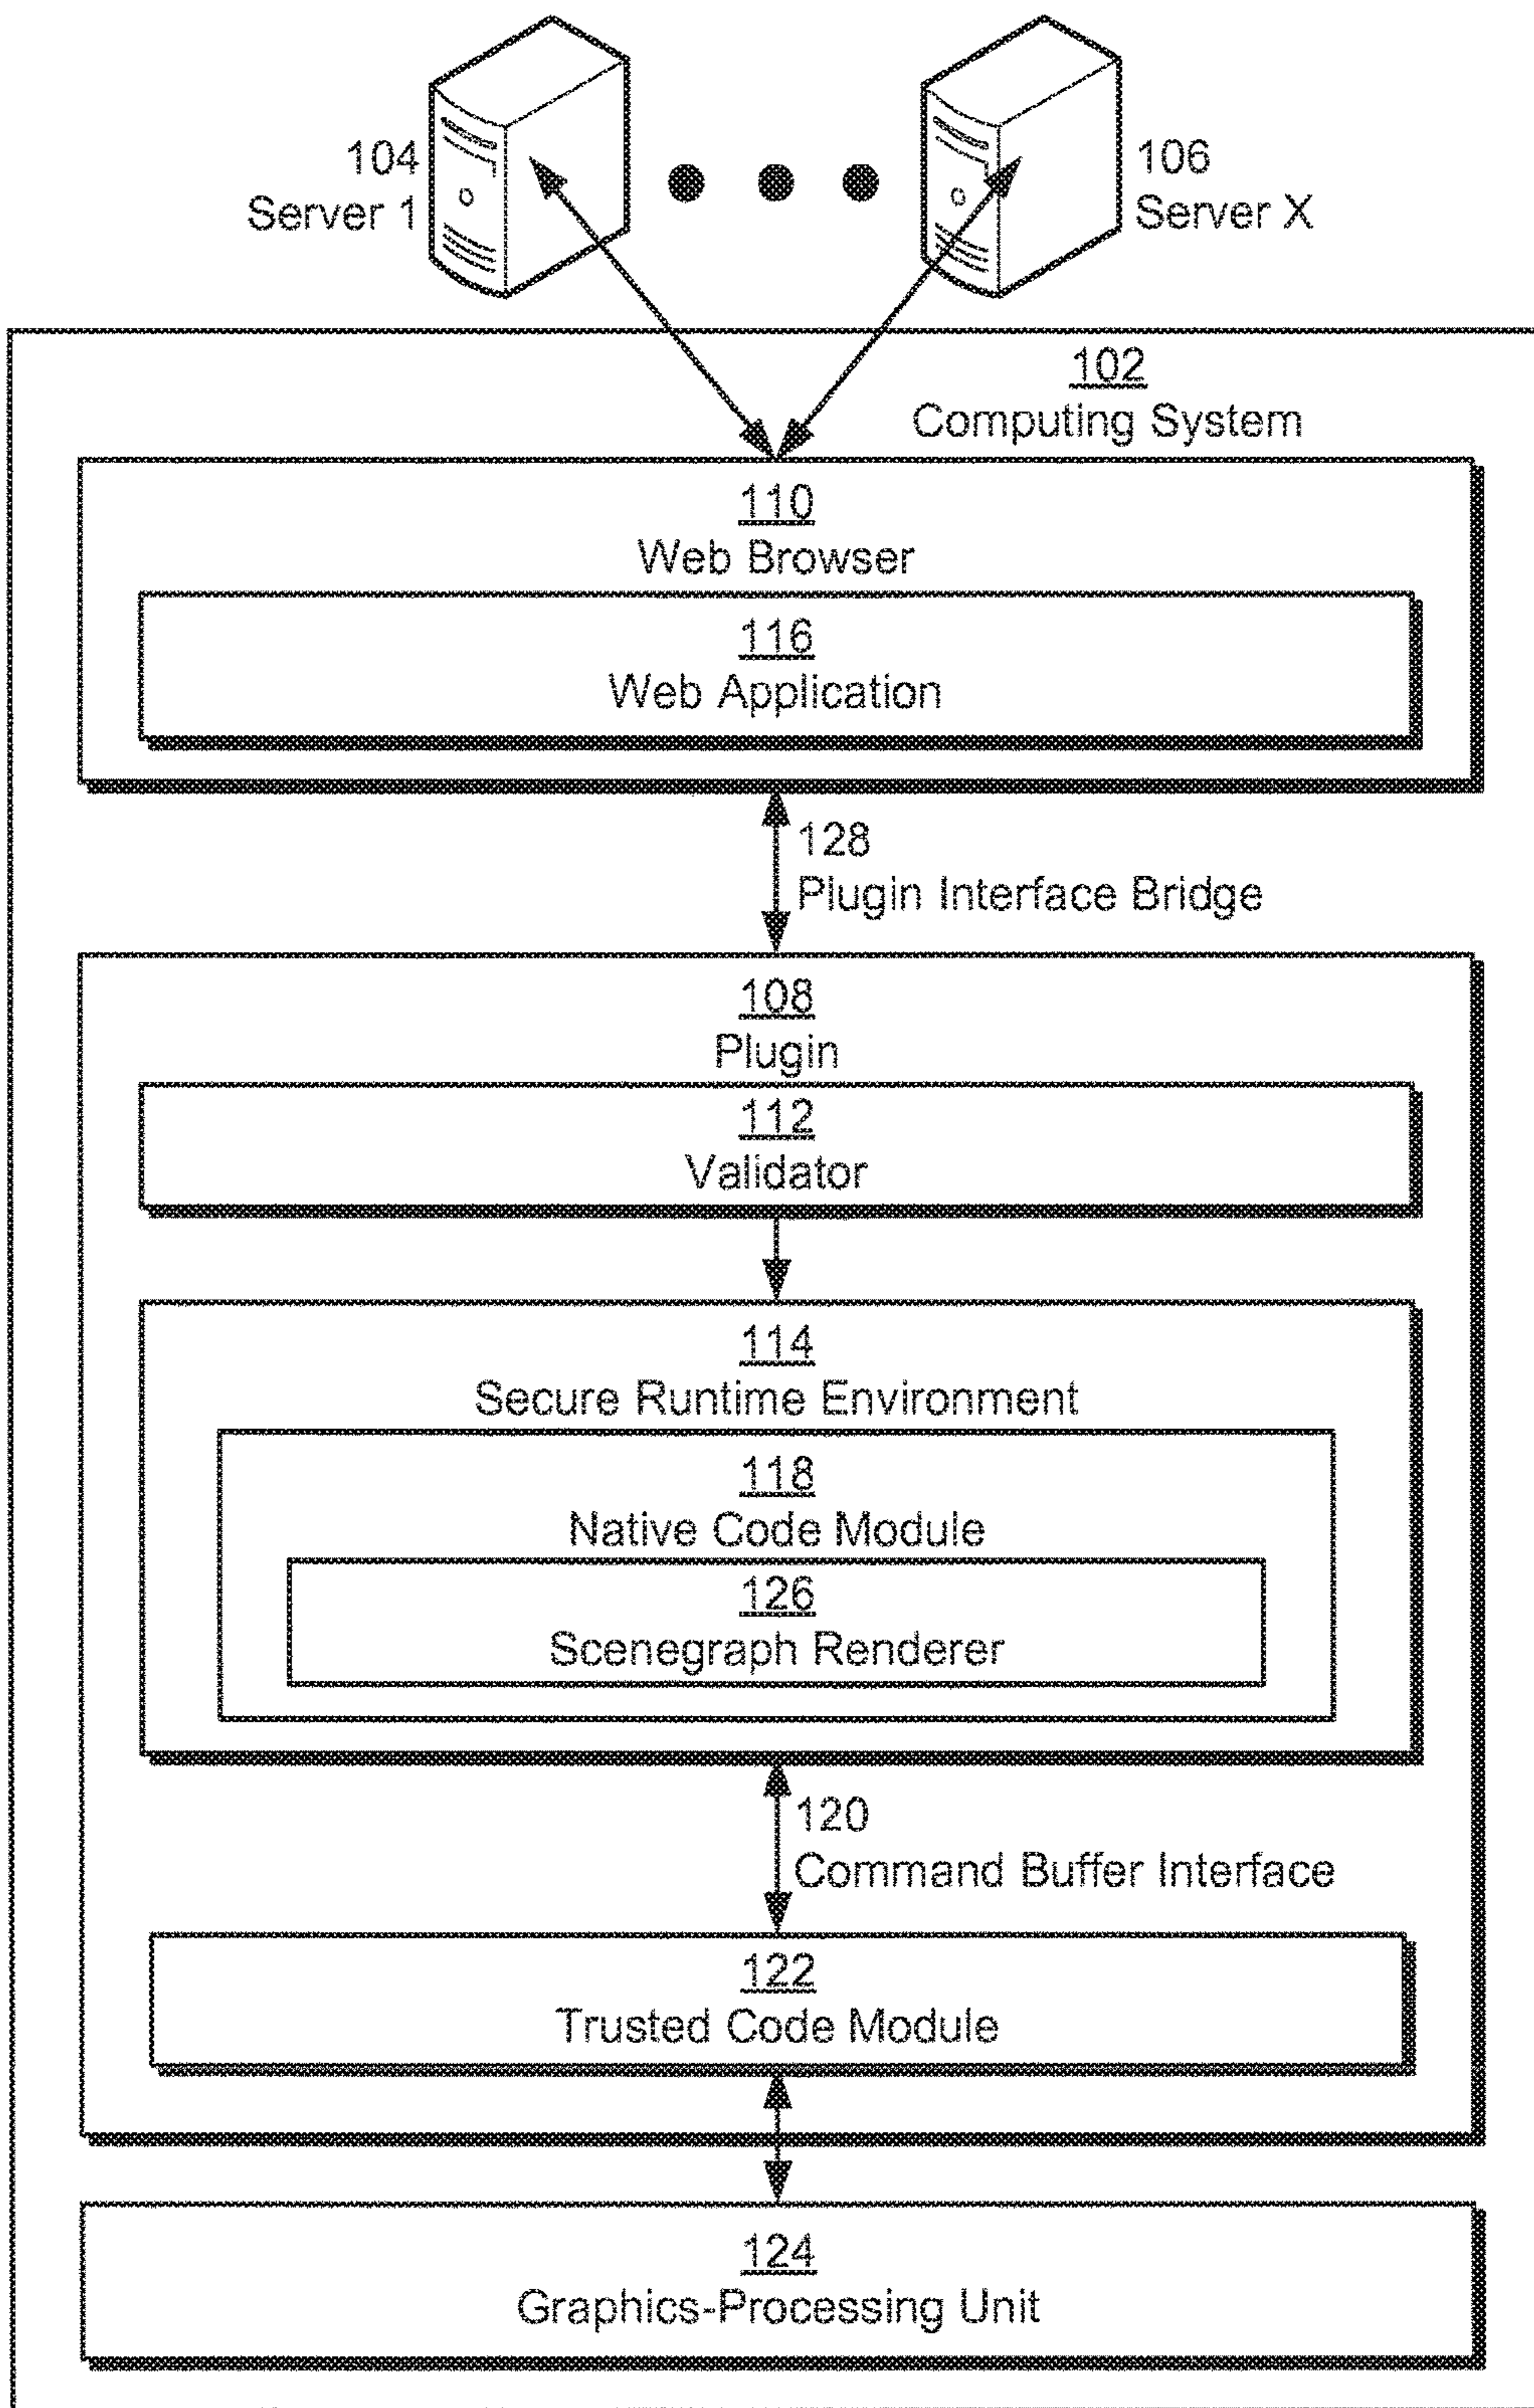 104
Server 1
106
Server X
102
Computing System
110
Web Browser
116
Web Application
128
Plugin Interface Bridge
108
Plugin
112
Validator
114
Secure Runtime Environment
118
Native Code Module
126
Scenegraph Renderer
120
Command Buffer Interface
122
Trusted Code Module
124
Graphics-Processing Unit